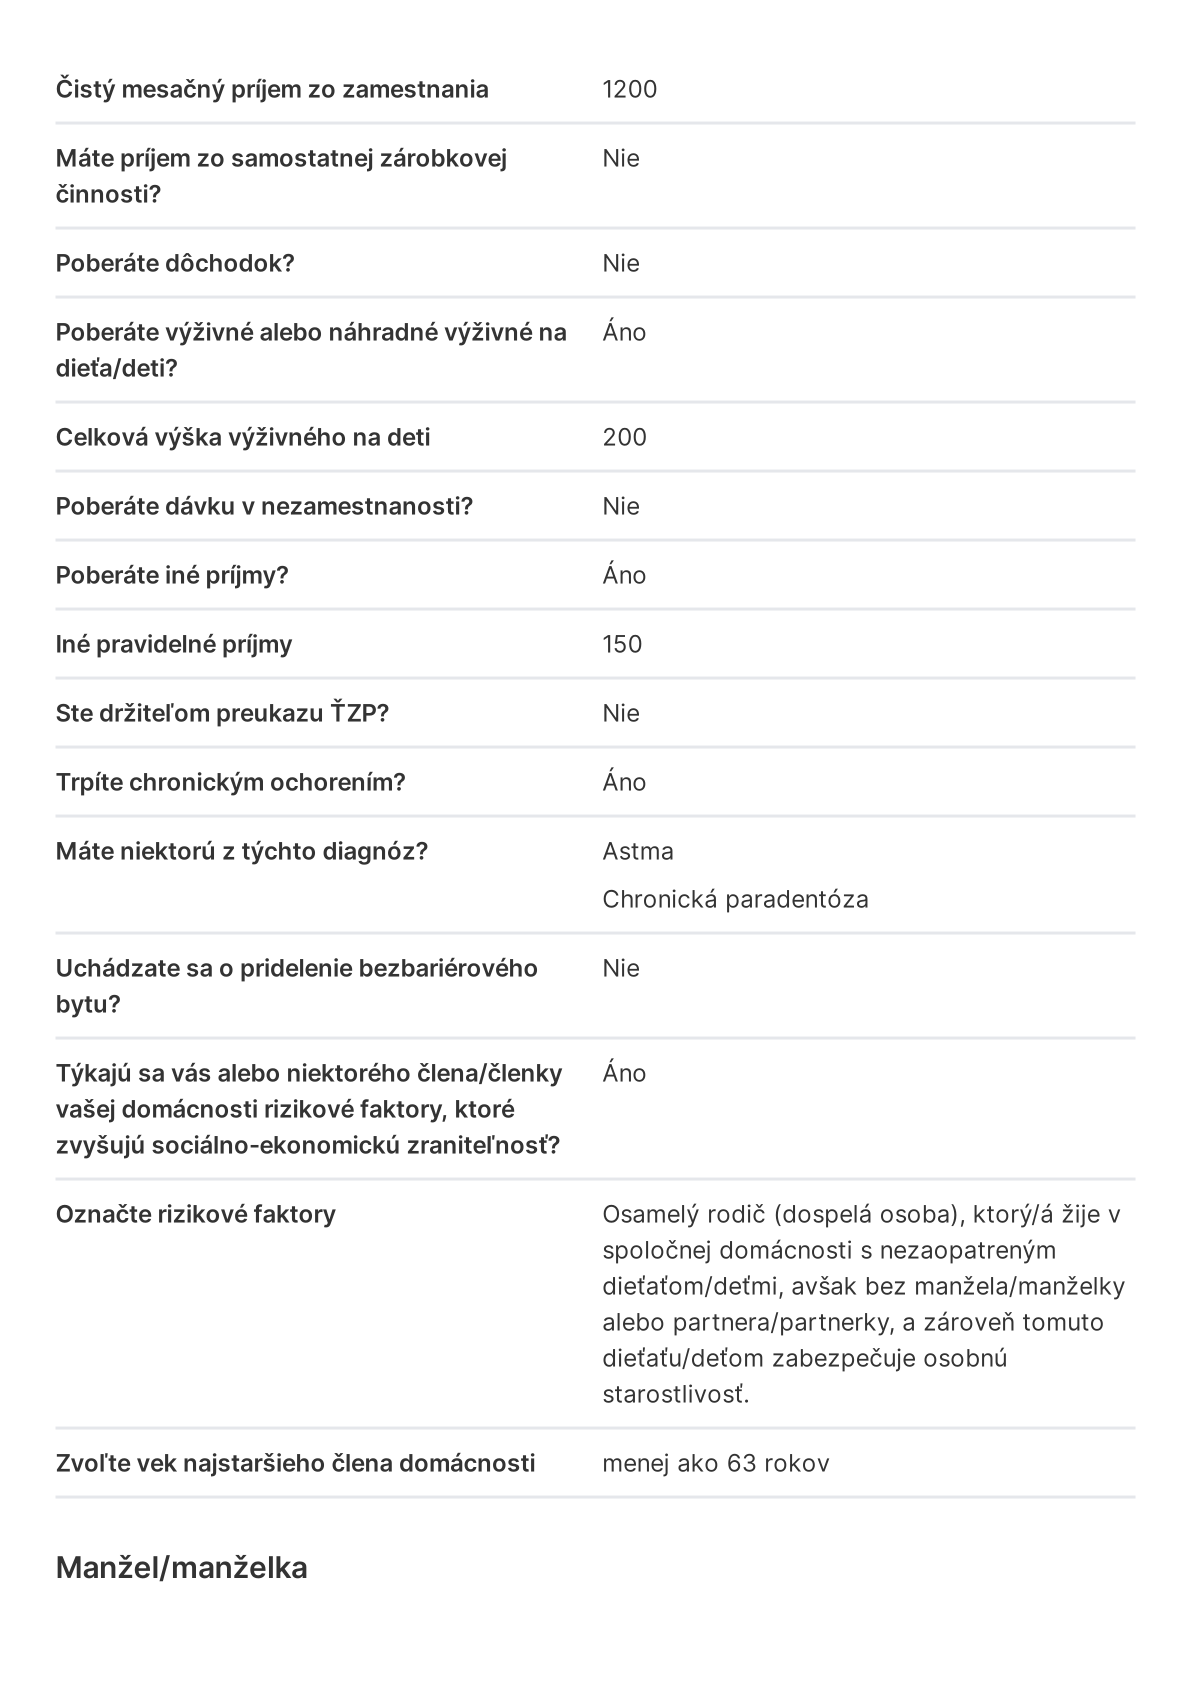 Čistý mesačný príjem zo zamestnania 1200
Máte príjem zo samostatnej zárobkovej Nie
činnosti?
Poberáte dôchodok? Nie
Poberáte výživné alebo náhradné výživné na Áno
dieťa/deti?
Celková výška výživného na deti 200
Poberáte dávku v nezamestnanosti? Nie
Poberáte iné príjmy? Áno
Iné pravidelné príjmy 150
Ste držiteľom preukazu ŤZP? Nie
Trpíte chronickým ochorením? Áno
Máte niektorú z týchto diagnóz? Astma
Chronická paradentóza
Uchádzate sa o pridelenie bezbariérového Nie
bytu?
Týkajú sa vás alebo niektorého člena/členky Áno
vašej domácnosti rizikové faktory, ktoré
zvyšujú sociálno-ekonomickú zraniteľnosť?
Označte rizikové faktory Osamelý rodič (dospelá osoba), ktorý/á žije v
spoločnej domácnosti s nezaopatreným
dieťaťom/deťmi, avšak bez manžela/manželky
alebo partnera/partnerky, a zároveň tomuto
dieťaťu/deťom zabezpečuje osobnú
starostlivosť.
Zvoľte vek najstaršieho člena domácnosti menej ako 63 rokov
Manžel/manželka